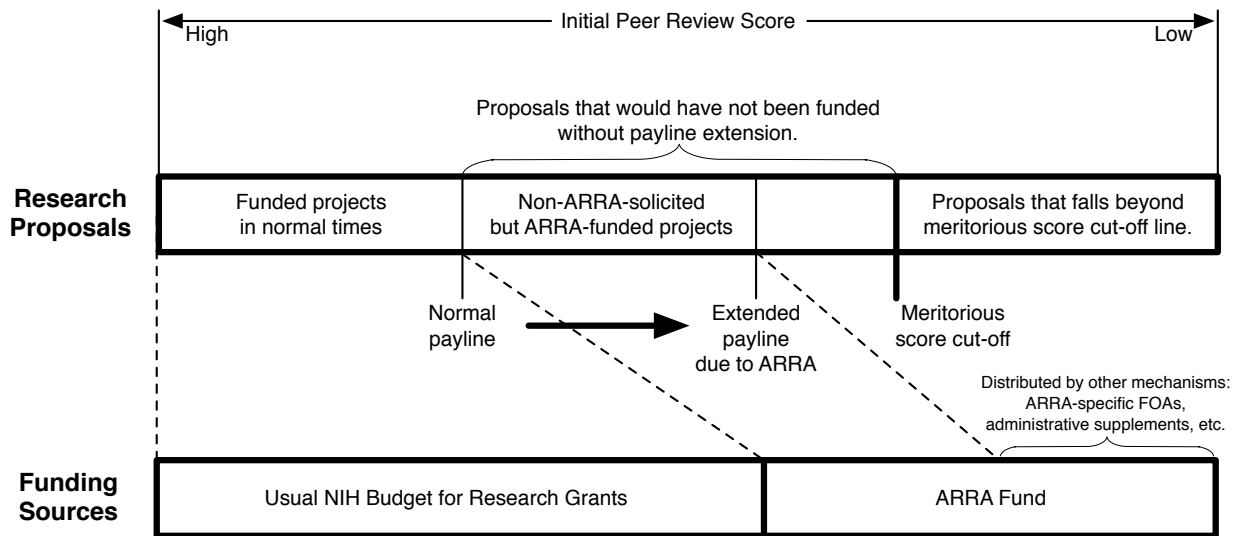 Initial Peer Review Score
High
Low
Proposals that would have not been funded
without payline extension.
Research
Proposals
Funded projects
in normal times
Non-ARRA-solicited
but ARRA-funded projects
Proposals that falls beyond
meritorious score cut-off line.
Normal
payline
Extended
payline
due to ARRA
Meritorious
score cut-off
Distributed by other mechanisms:
ARRA-specific FOAs,
administrative supplements, etc.
Funding
Sources
Usual NIH Budget for Research Grants
ARRA Fund